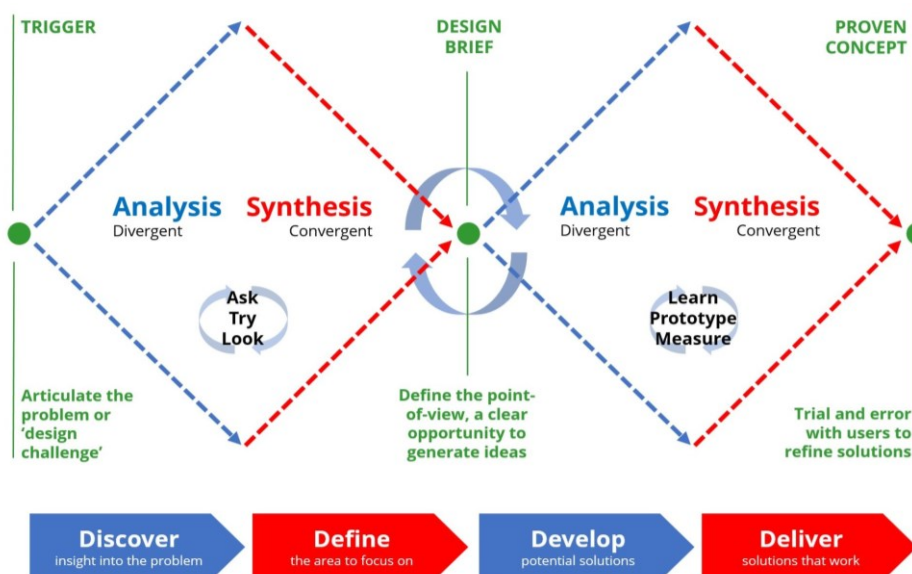 TRIGGER
DESIGN
BRIEF
PROVEN
CONCEPT
Analysis
Divergent
Synthesis
Convergent
Analysis
Divergent
Synthesis
Convergent
Ask
Try
Look
Learn
Prototype
Measure
Articulate the
problem or
‘design
challenge’
Define the point-
of-view, a clear
opportunity to
generate ideas
Trial and error
with users to
refine solutions
Discover
insight into the problem
Define
the area to focus on
Develop
potential solutions
Deliver
solutions that work